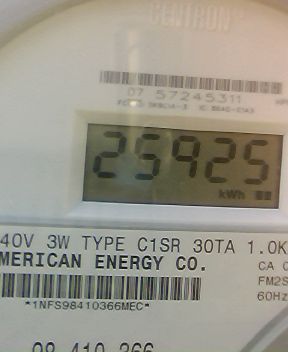 CENTRON®
07 57245311
25925
kWh
40V 3W TYPE C1SR 30TA 1.0K
MERICAN ENERGY CO.
CA
FM2S
60Hz
*1NFS98410366MEC*
98 410 366